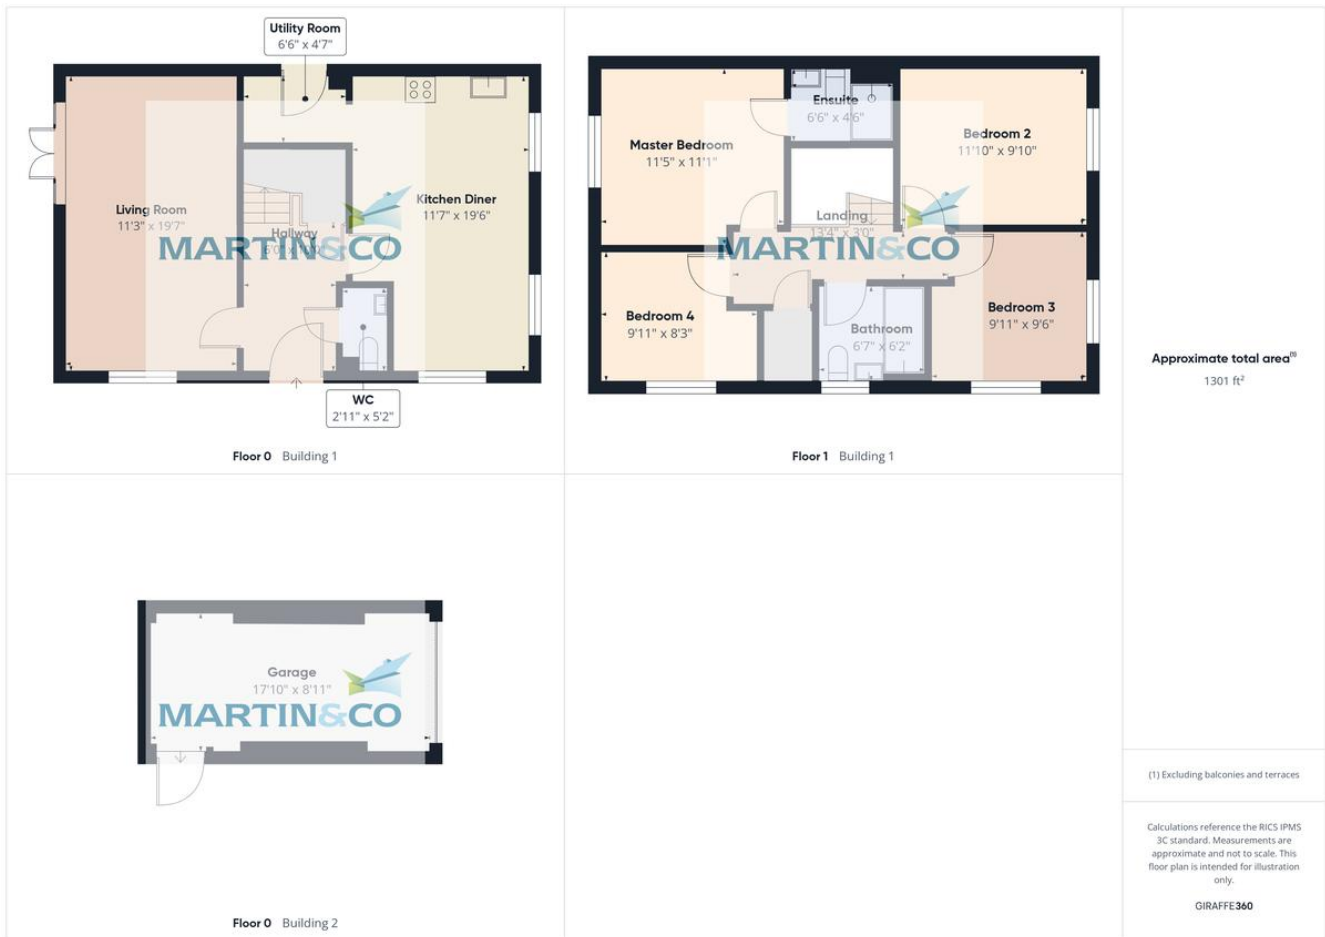 Utility Room
6'6" x 4'7"
Living Room
11'3" x 19'7"
Hallway
Kitchen Diner
11'7" x 19'6"
MARTIN&CO
WC
2'11" x 5'2"
Floor 0 Building 1
Ensuite
6'6" x 4'6"
Master Bedroom
11'5" x 11'1"
Bedroom 2
11'10" x 9'10"
Landing
13'4" x 3'0"
MARTIN&CO
Bedroom 4
9'11" x 8'3"
Bathroom
6'7" x 6'2"
Bedroom 3
9'11" x 9'6"
Floor 1 Building 1
Garage
17'10" x 8'11"
MARTIN&CO
Floor 0 Building 2
Approximate total area(1)
1301 ft²
(1) Excluding balconies and terraces
Calculations reference the RICS IPMS
3C standard. Measurements are
approximate and not to scale. This
floor plan is intended for illustration
only.
GIRAFFE360